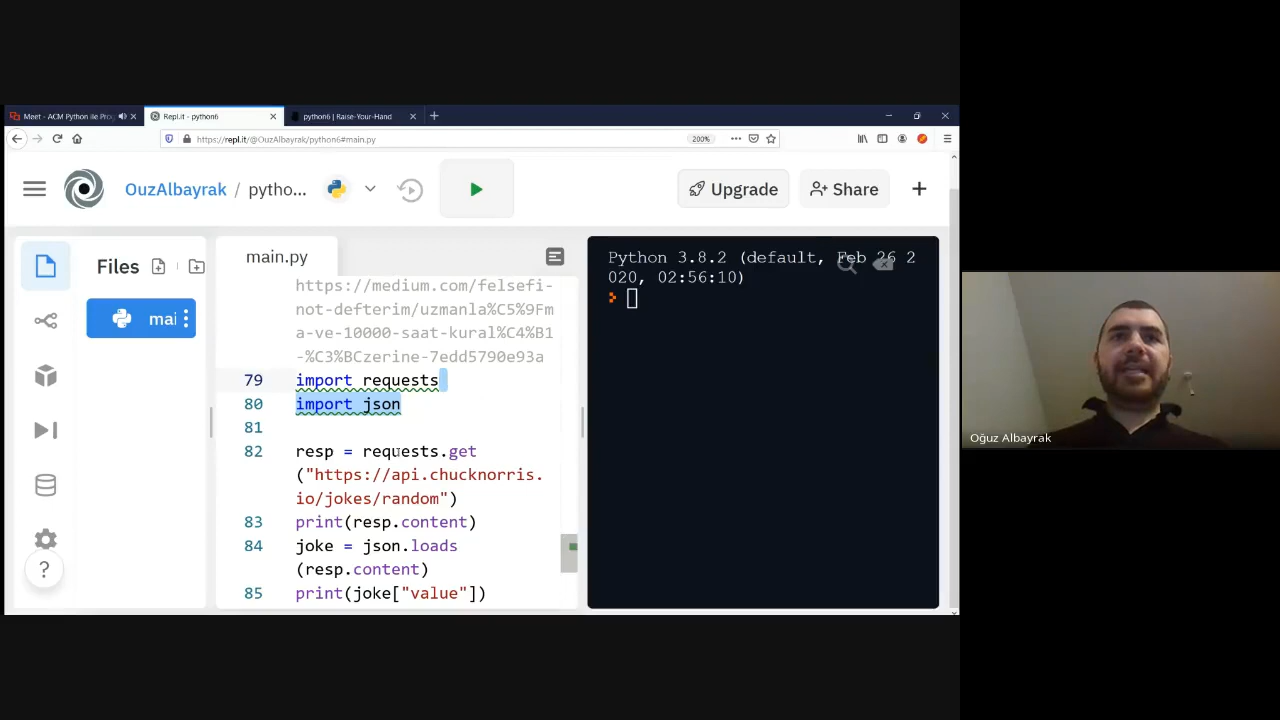 Meet - ACM Python ile Prog
Repl.it - python6
python6 | Raise-Your-Hand
https://repl.it/@OuzAlbayrak/python6#main.py
200%
OuzAlbayrak / pytho...
Upgrade
Share
Files
mai
main.py
https://medium.com/felsefi-
not-defterim/uzmanla%C5%9Fm
a-ve-10000-saat-kural%C4%B1
-%C3%BCzerine-7edd5790e93a
79 import requests
80 import json
81
82 resp = requests.get
("https://api.chucknorris.
io/jokes/random")
83 print(resp.content)
84 joke = json.loads
(resp.content)
85 print(joke["value"])
Python 3.8.2 (default, Feb 26 2
020, 02:56:10)
Oğuz Albayrak